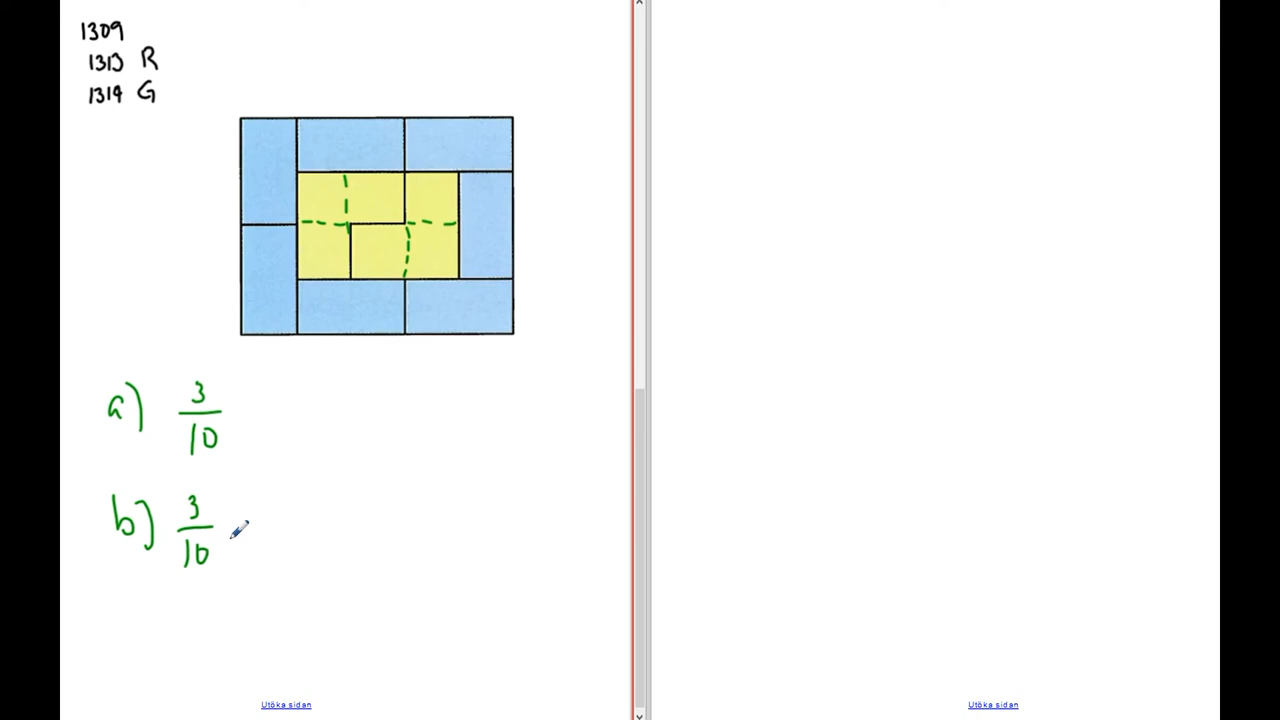 1309
1313 R
1314 G
a) 3/10
b) 3/10
Utöka sidan
Utöka sidan